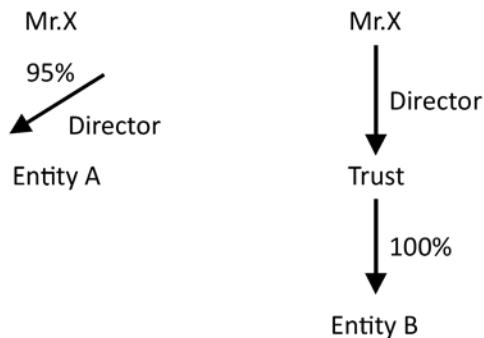 Mr.X
95%
Director
Entity A
Mr.X
Director
Trust
100%
Entity B